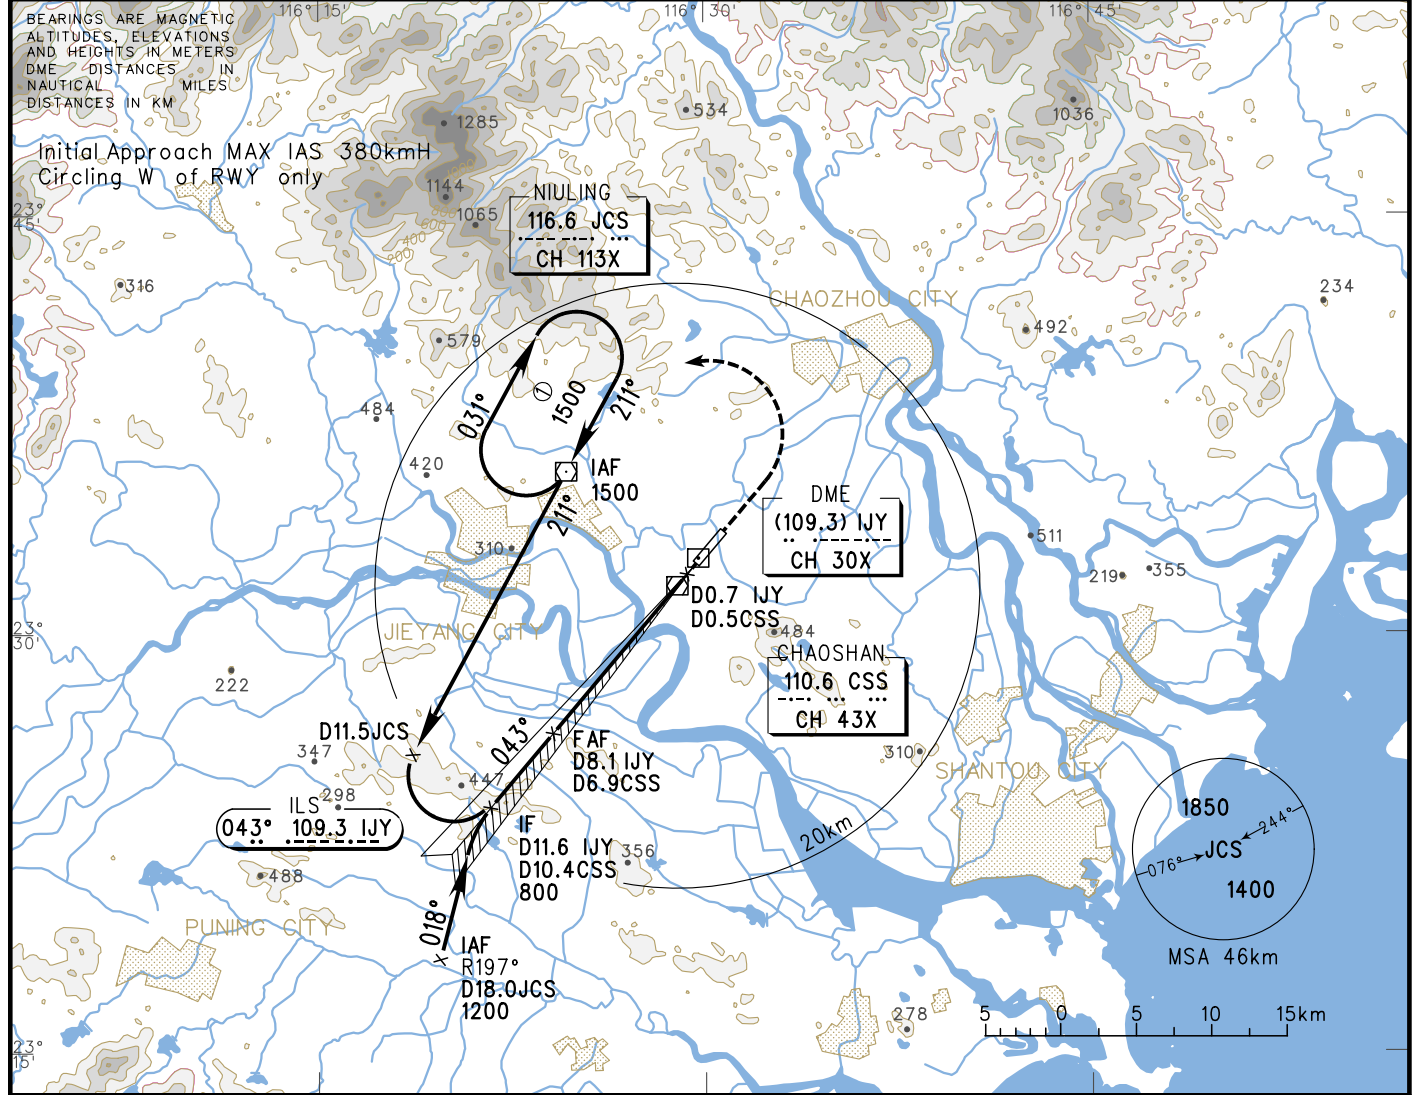 116° 15'
116° 30'
116° 45'
BEARINGS ARE MAGNETIC
ALTITUDES, ELEVATIONS
AND HEIGHTS IN METERS
DME DISTANCES IN
NAUTICAL MILES
DISTANCES IN KM
Initial Approach MAX IAS 380kmH
Circling W of RWY only
1285
534
1036
1144
1065
600
400
200
23°
45'
NIULING
116.6 JCS
CH 113X
316
CHAOZHOU CITY
234
492
579
031°
1
1500
211°
484
420
IAF
1500
211°
DME
(109.3) IJY
CH 30X
310
511
219
355
D0.7 IJY
D0.5CSS
23°
30'
JIEYANG CITY
484
CHAOSHAN
110.6 CSS
CH 43X
222
D11.5JCS
043°
FAF
D8.1 IJY
D6.9CSS
347
447
310
SHANTOU CITY
298
ILS
043° 109.3 IJY
IF
D11.6 IJY
D10.4CSS
800
356
20km
1850
244°
JCS
076°
1400
MSA 46km
488
PUNING CITY
018°
IAF
R197°
D18.0JCS
1200
278
5 0 5 10 15km
23°
15'